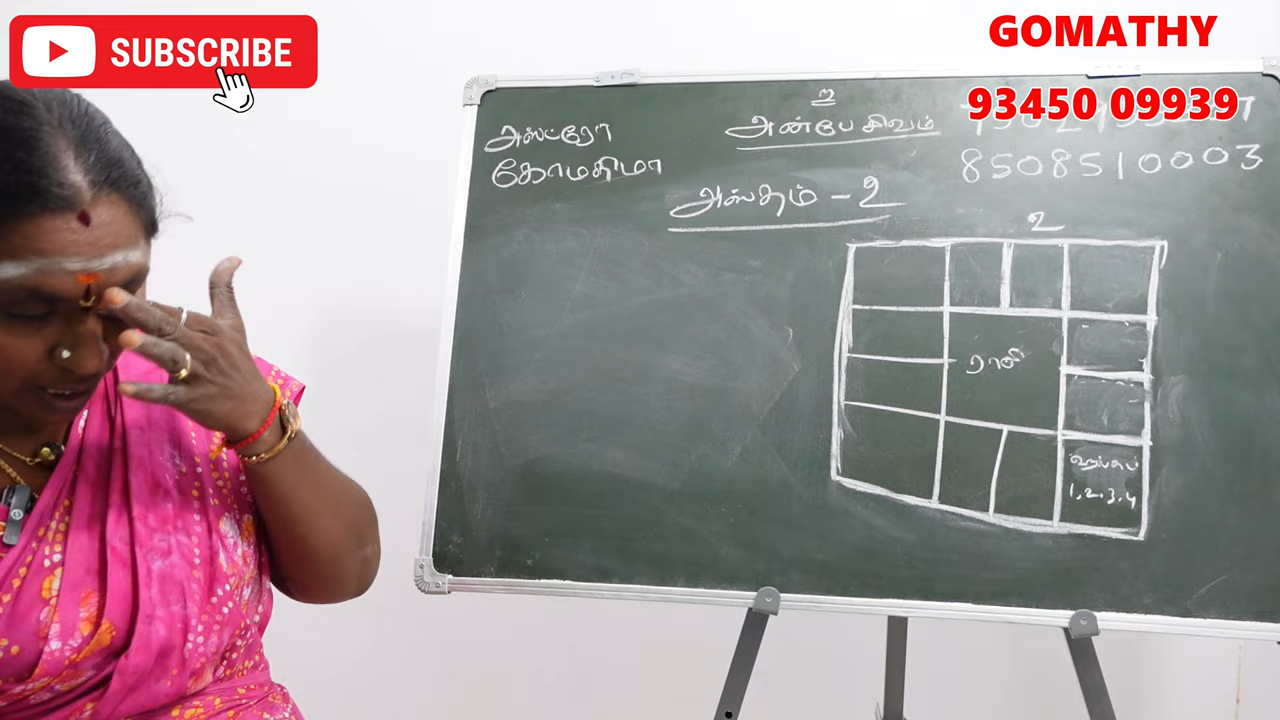 SUBSCRIBE
GOMATHY
93450 09939
அஸ்ட்ரோ
கோமதிமா
உ
அன்பே சிவம்
8508510003
அஸ்தம் - 2
உ
ராசி
1,2,3,4